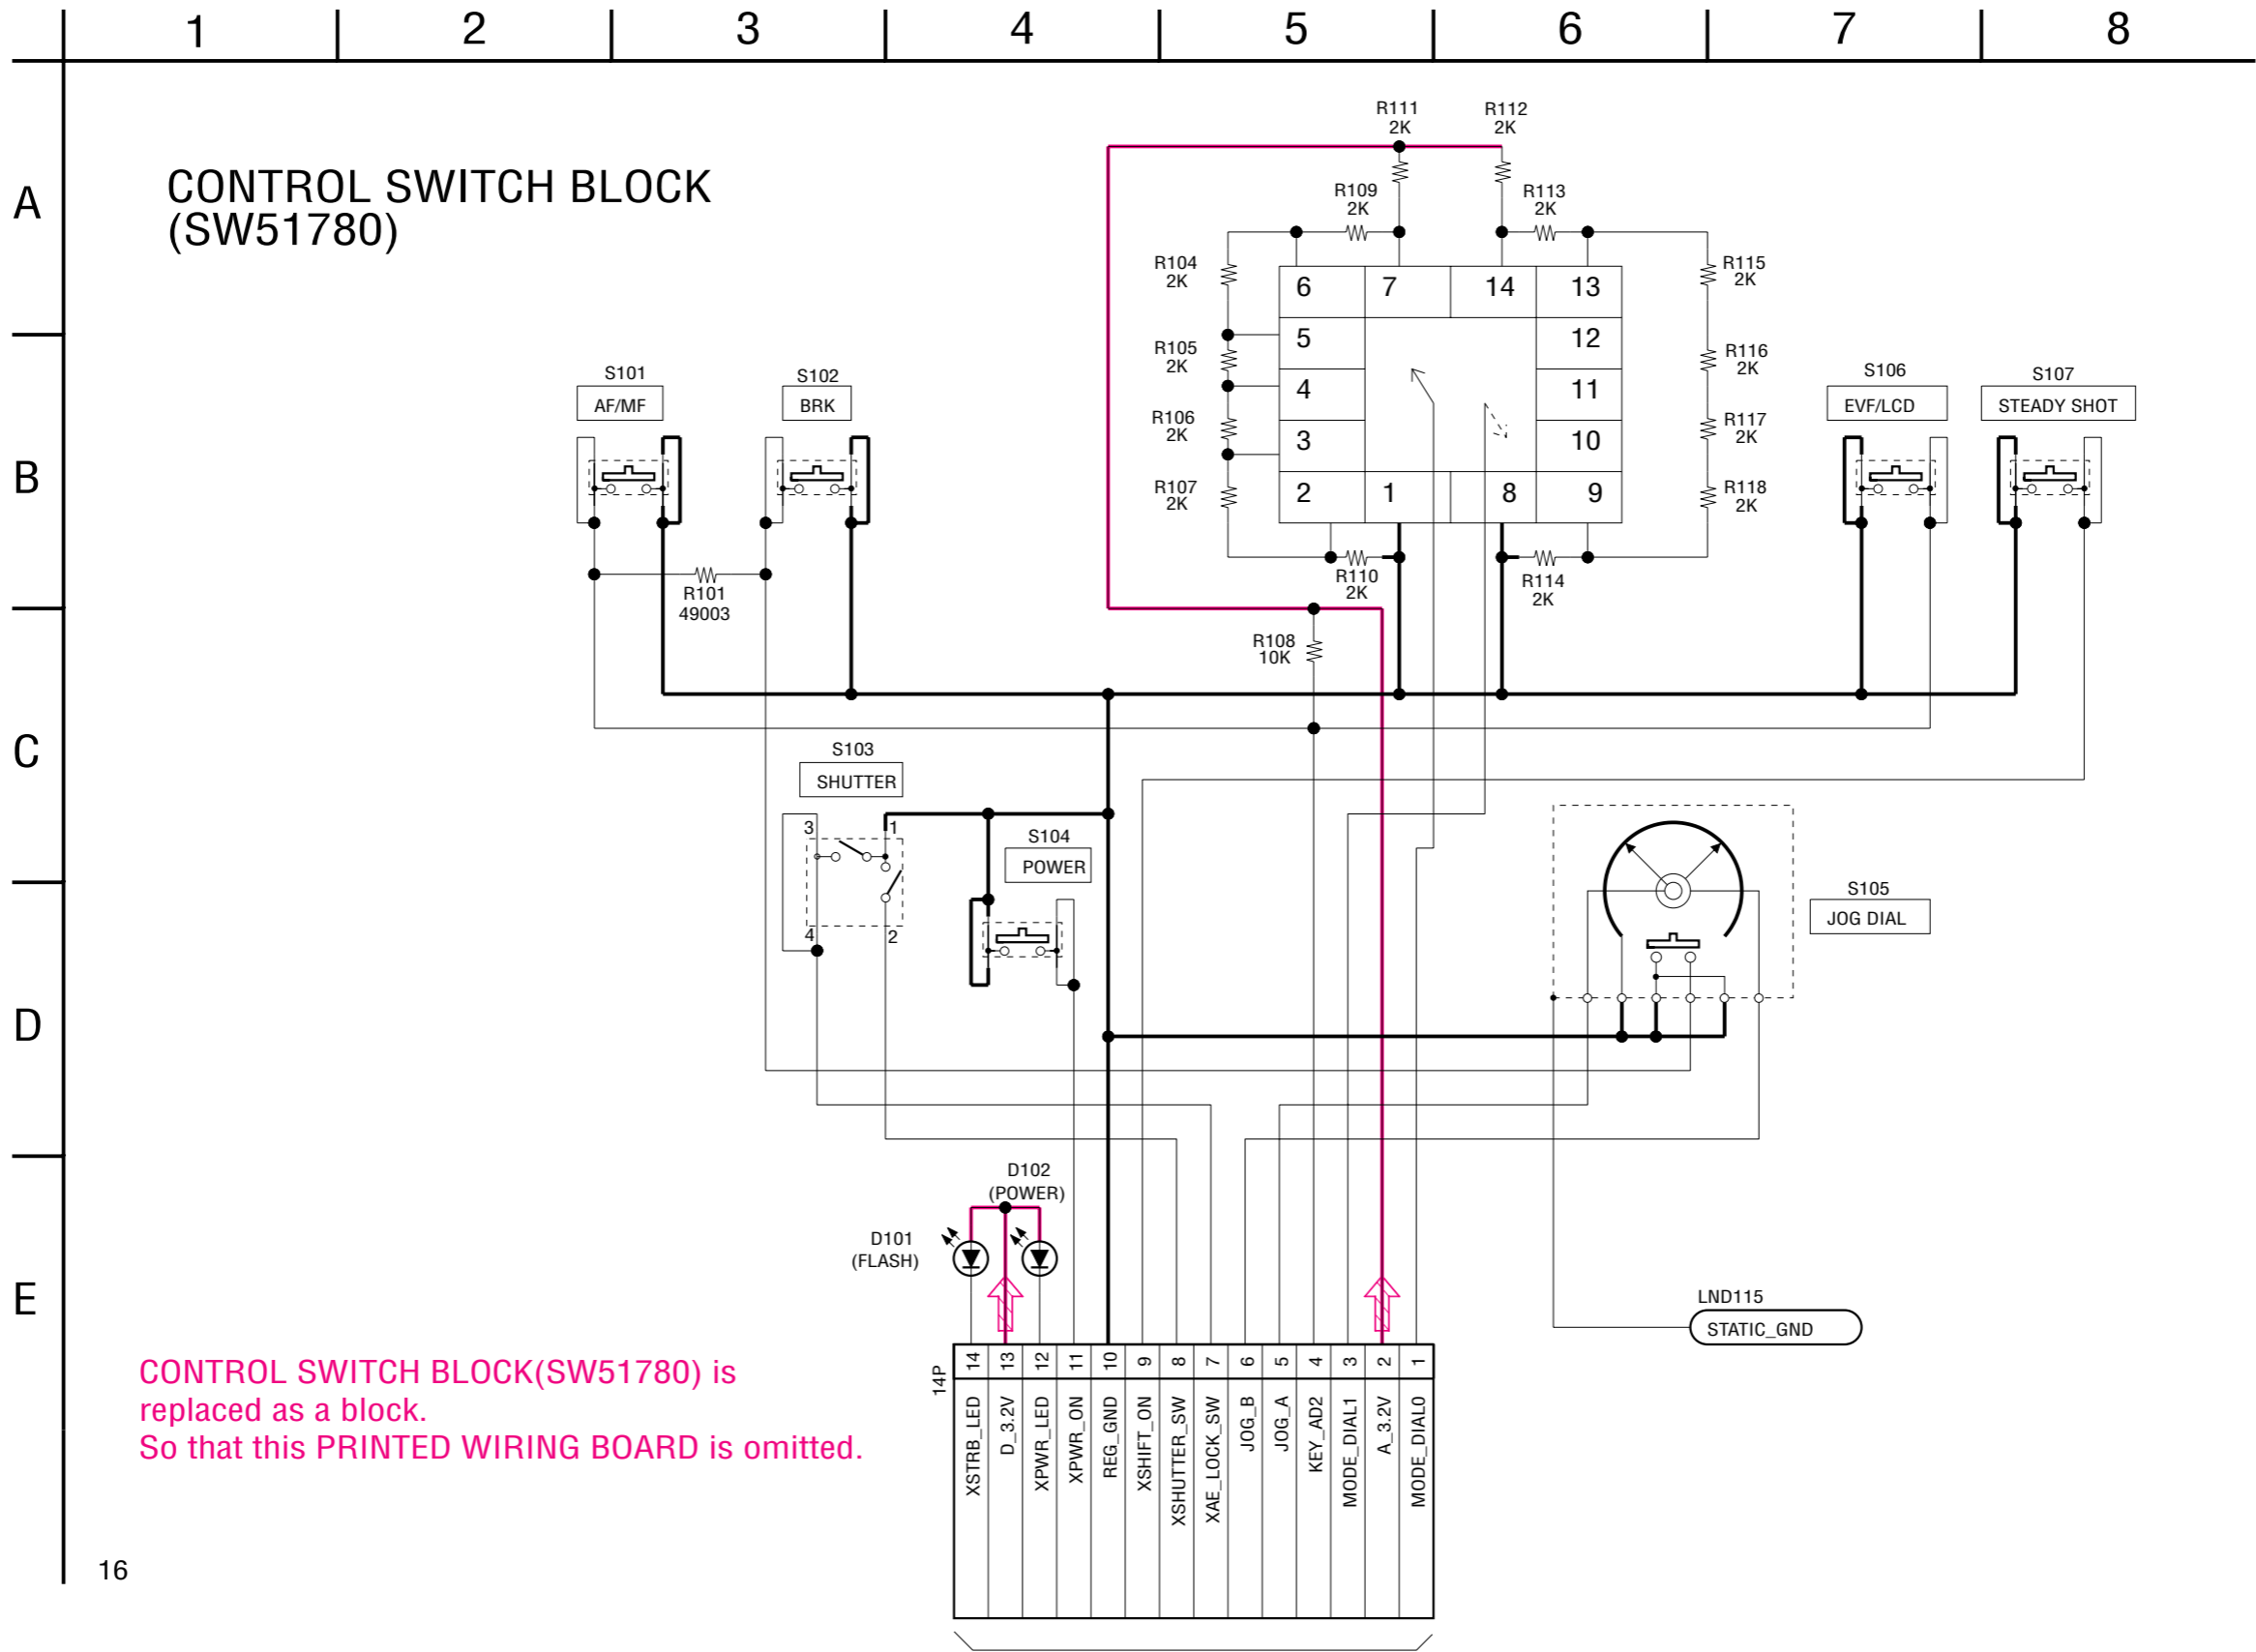 1 2 3 4 5 6 7 8
A
B
C
D
E
CONTROL SWITCH BLOCK
(SW51780)
R111
2K
R112
2K
R109
2K
R113
2K
R104
2K
R115
2K
6 7 14 13
5 12
4 11
3 10
2 1 8 9
R105
2K
R116
2K
R106
2K
R117
2K
R107
2K
R118
2K
R110
2K
R114
2K
S101
AF/MF
S102
BRK
S106
EVF/LCD
S107
STEADY SHOT
R101
49003
R108
10K
S103
SHUTTER
3 1
4 2
S104
POWER
S105
JOG DIAL
D102
(POWER)
D101
(FLASH)
LND115
STATIC_GND
14P
14 13 12 11 10 9 8 7 6 5 4 3 2 1
XSTRB_LED
D_3.2V
XPWR_LED
XPWR_ON
REG_GND
XSHIFT_ON
XSHUTTER_SW
XAE_LOCK_SW
JOG_B
JOG_A
KEY_AD2
MODE_DIAL1
A_3.2V
MODE_DIAL0
CONTROL SWITCH BLOCK(SW51780) is
replaced as a block.
So that this PRINTED WIRING BOARD is omitted.
16